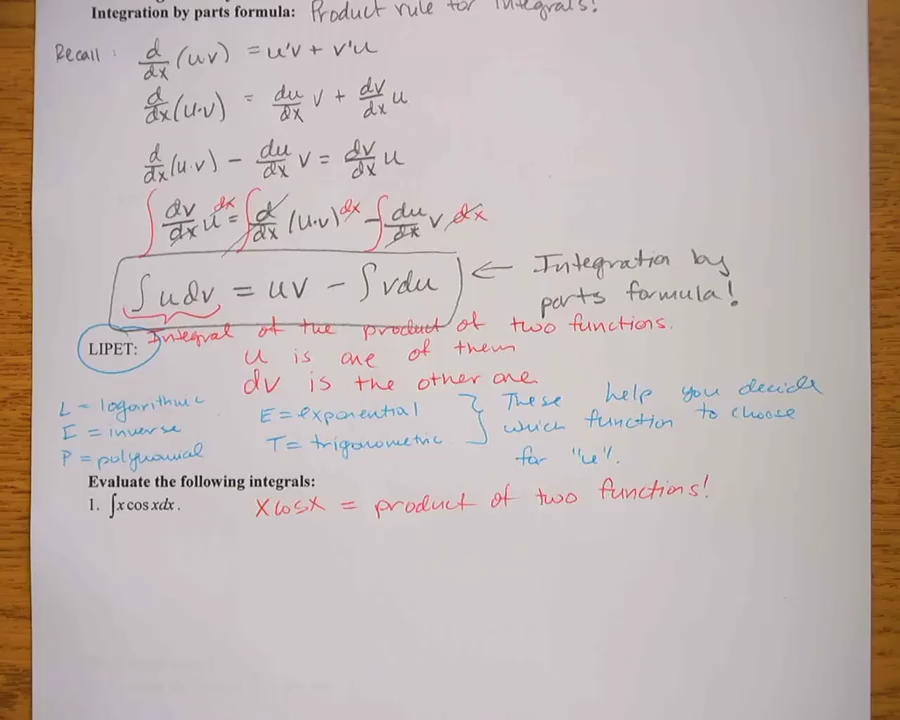 Integration by parts formula: Product rule for integrals!
Recall: d/dx (uv) = u'v + v'u
d/dx (u·v) = du/dx v + dv/dx u
d/dx (u·v) - du/dx v = dv/dx u
∫ dv/dx u dx = ∫ d/dx (u·v) dx - ∫ du/dx v dx
∫ u dv = uv - ∫ v du ← Integration by
parts formula!
Integral of the product of two functions.
LIPET:
u is one of them
dv is the other one
L = logarithmic
I = inverse
P = polynomial
E = exponential
T = trigonometric
These help you decide
which function to choose
for "u".
Evaluate the following integrals:
1. ∫ x cos x dx.
x cos x = product of two functions!